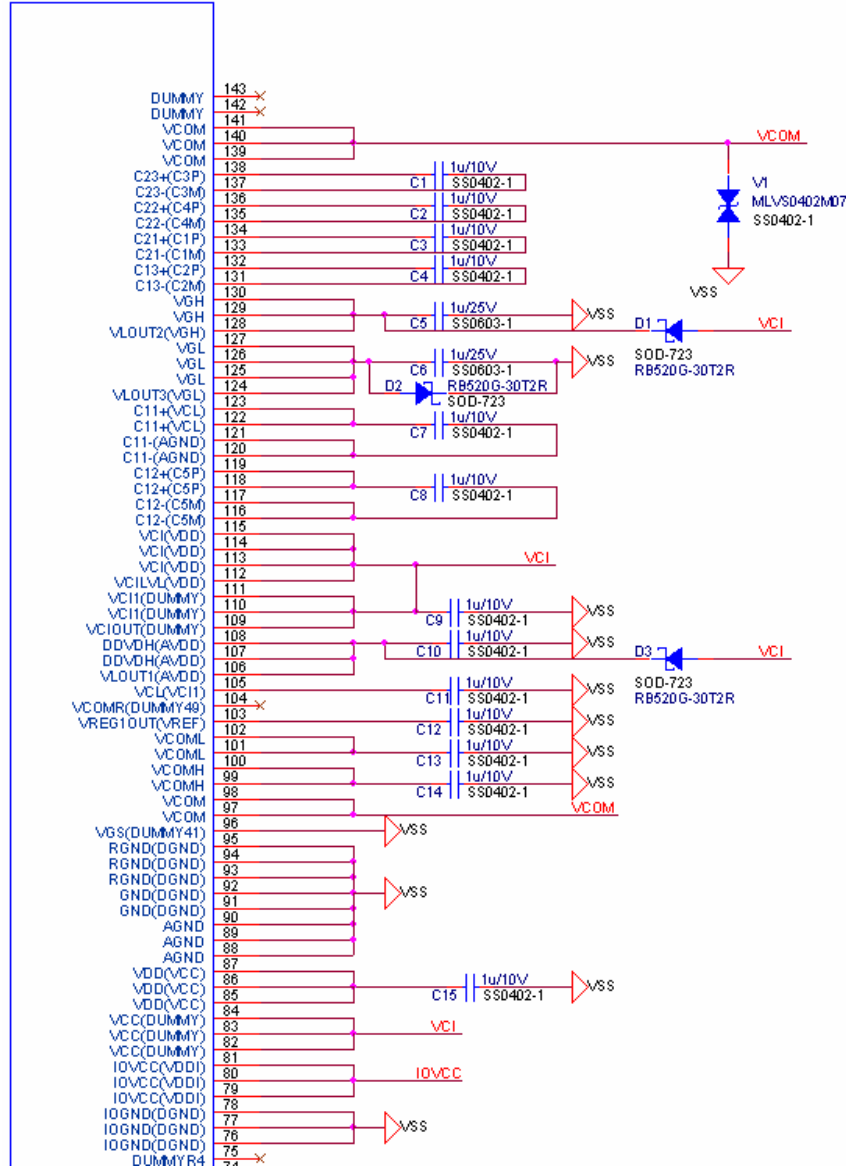 143
DUMMY
142
DUMMY
141
VCOM
140
VCOM
VCOM
139
VCOM
138
C23+(C3P)
1u/10V
137
C23-(C3M)
C1
SS0402-1
V1
136
C22+(C4P)
1u/10V
MLVS0402M07
135
C22-(C4M)
C2
SS0402-1
SS0402-1
134
C21+(C1P)
1u/10V
133
C21-(C1M)
C3
SS0402-1
132
C13+(C2P)
1u/10V
131
C13-(C2M)
C4
SS0402-1
VSS
130
VGH
129
VGH
1u/25V
VSS
128
VLOUT2(VGH)
C5
SS0603-1
D1
VCI
127
VGL
SOD-723
126
VGL
1u/25V
VSS
RB520G-30T2R
125
VGL
C6
SS0603-1
124
VLOUT3(VGL)
D2
RB520G-30T2R
SOD-723
123
C11+(VCL)
122
C11+(VCL)
1u/10V
121
C11-(AGND)
C7
SS0402-1
120
C11-(AGND)
119
C12+(C5P)
118
C12+(C5P)
1u/10V
117
C12-(C5M)
C8
SS0402-1
116
C12-(C5M)
115
VCI(VDD)
114
VCI(VDD)
113
VCI(VDD)
VCI
112
VCILVL(VDD)
111
VCI1(DUMMY)
110
VCI1(DUMMY)
1u/10V
VSS
109
VCIOUT(DUMMY)
C9
SS0402-1
108
DDVDH(AVDD)
1u/10V
VSS
107
DDVDH(AVDD)
C10
SS0402-1
D3
VCI
106
VLOUT1(AVDD)
SOD-723
105
VCL(VCI1)
1u/10V
VSS
RB520G-30T2R
104
VCOMR(DUMMY49)
C11
SS0402-1
103
VREG1OUT(VREF)
1u/10V
VSS
102
VCOML
C12
SS0402-1
101
VCOML
1u/10V
VSS
100
VCOMH
C13
SS0402-1
99
VCOMH
1u/10V
VSS
98
VCOM
C14
SS0402-1
97
VCOM
VCOM
96
VGS(DUMMY41)
VSS
95
RGND(DGND)
94
RGND(DGND)
93
RGND(DGND)
92
GND(DGND)
VSS
91
GND(DGND)
90
AGND
89
AGND
88
AGND
87
VDD(VCC)
86
VDD(VCC)
1u/10V
VSS
85
VDD(VCC)
C15
SS0402-1
84
VCC(DUMMY)
83
VCC(DUMMY)
VCI
82
VCC(DUMMY)
81
IOVCC(VDDI)
80
IOVCC(VDDI)
IOVCC
79
IOVCC(VDDI)
78
IOGND(DGND)
77
IOGND(DGND)
VSS
76
IOGND(DGND)
75
DUMMYR4
74